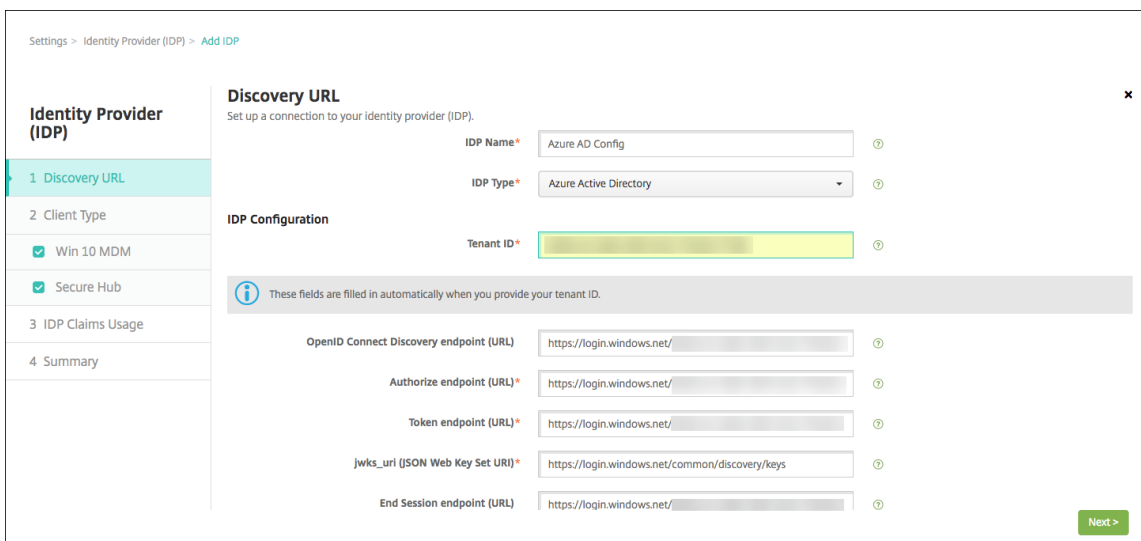 Settings > Identity Provider (IDP) > Add IDP
Identity Provider
(IDP)
1 Discovery URL
2 Client Type
Win 10 MDM
Secure Hub
3 IDP Claims Usage
4 Summary
Discovery URL
Set up a connection to your identity provider (IDP).
IDP Name* Azure AD Config
IDP Type* Azure Active Directory
IDP Configuration
Tenant ID*
These fields are filled in automatically when you provide your tenant ID.
OpenID Connect Discovery endpoint (URL) https://login.windows.net/
Authorize endpoint (URL)* https://login.windows.net/
Token endpoint (URL)* https://login.windows.net/
jwks_uri (JSON Web Key Set URI)* https://login.windows.net/common/discovery/keys
End Session endpoint (URL) https://login.windows.net/
Next >